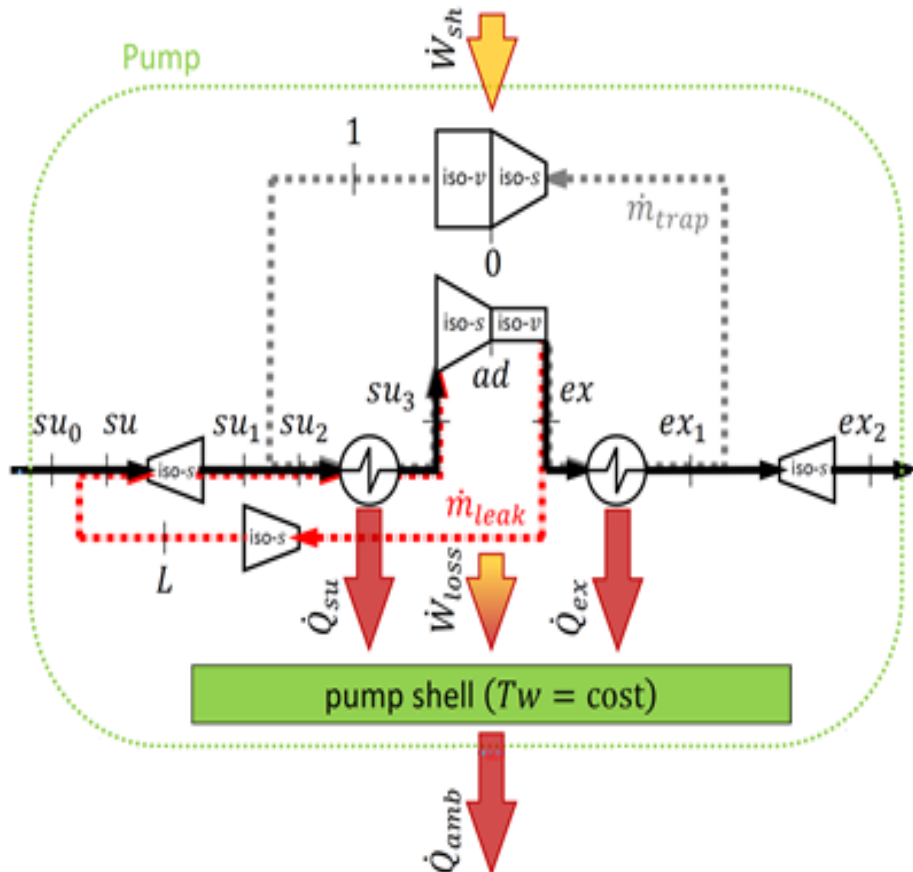 Ẇsh
Pump
1
iso-v
iso-s
ṁtrap
0
iso-s
iso-v
ad
su3
ex
su0
su
su1
su2
ex1
ex2
iso-s
iso-s
ṁleak
iso-s
L
Q̇su
Ẇloss
Q̇ex
pump shell (Tw = cost)
Q̇amb